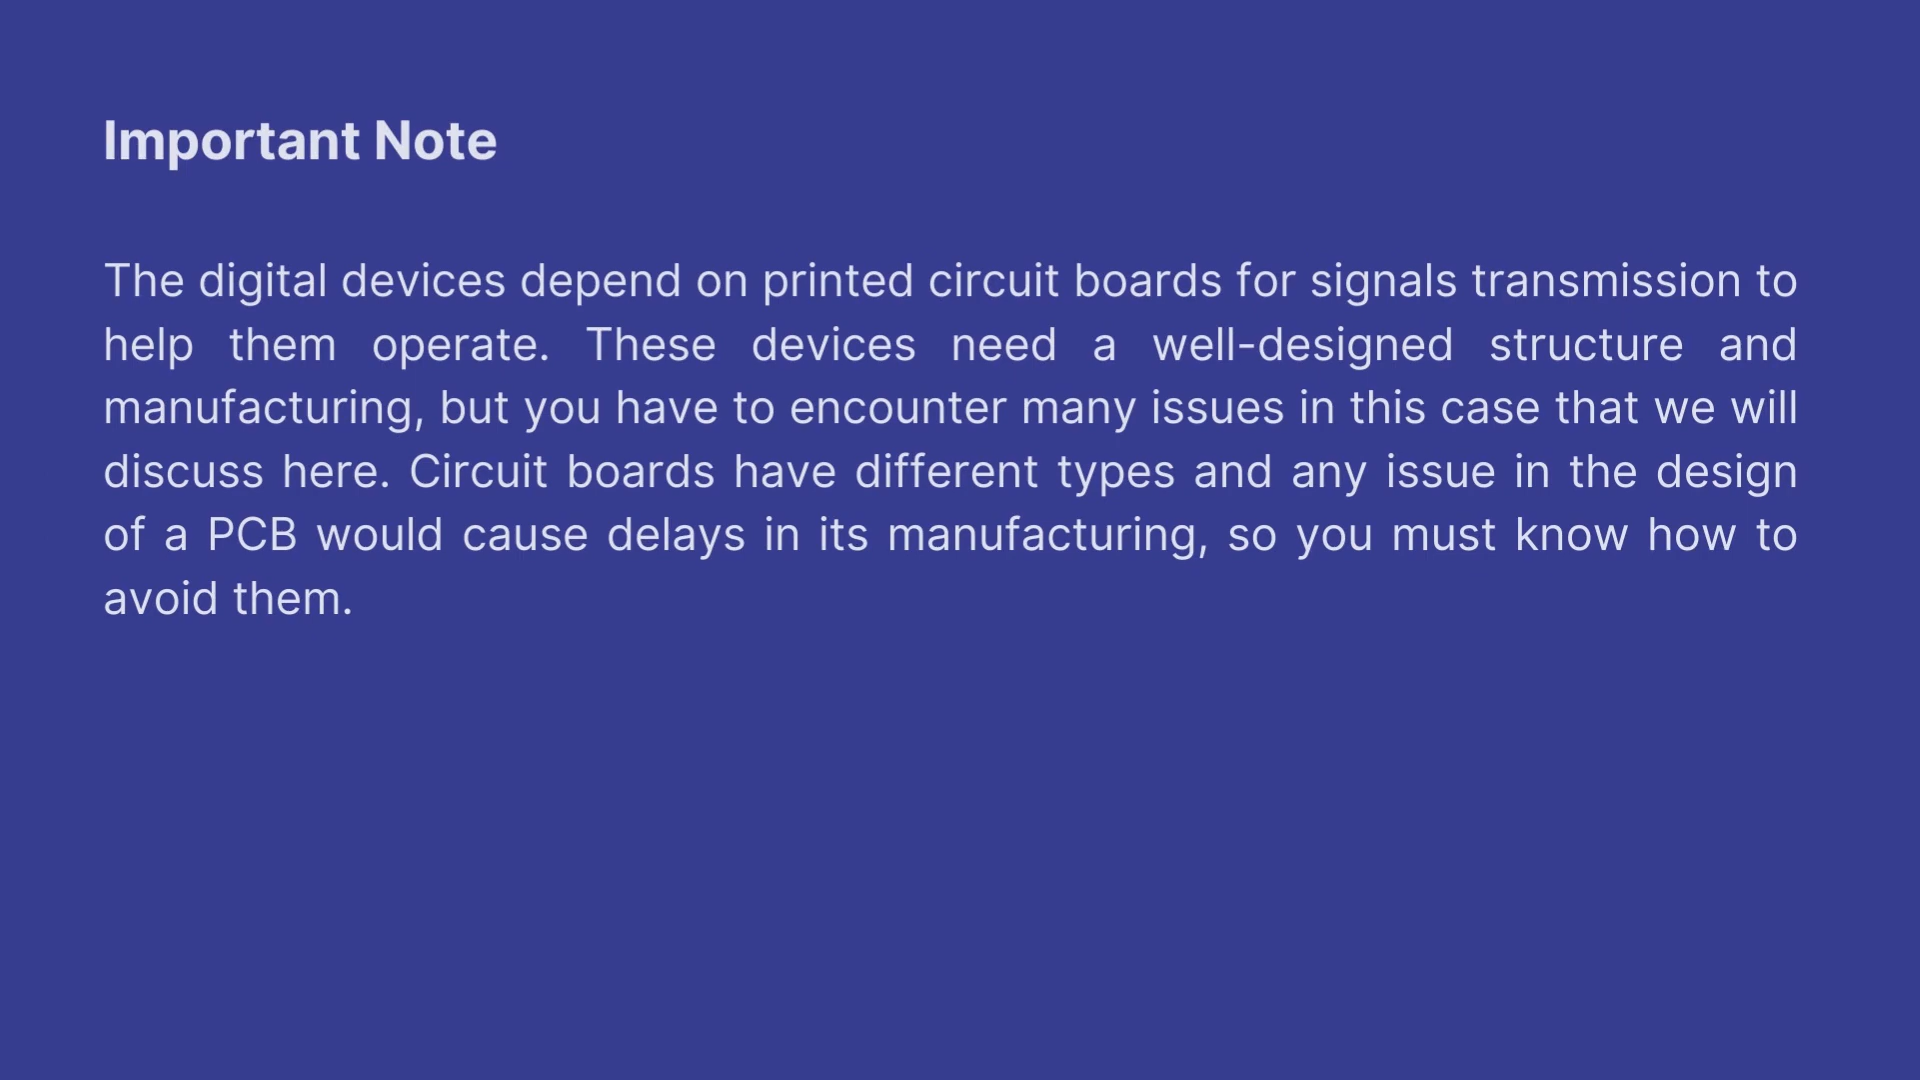 Important Note
The digital devices depend on printed circuit boards for signals transmission to
help them operate. These devices need a well-designed structure and
manufacturing, but you have to encounter many issues in this case that we will
discuss here. Circuit boards have different types and any issue in the design
of a PCB would cause delays in its manufacturing, so you must know how to
avoid them.